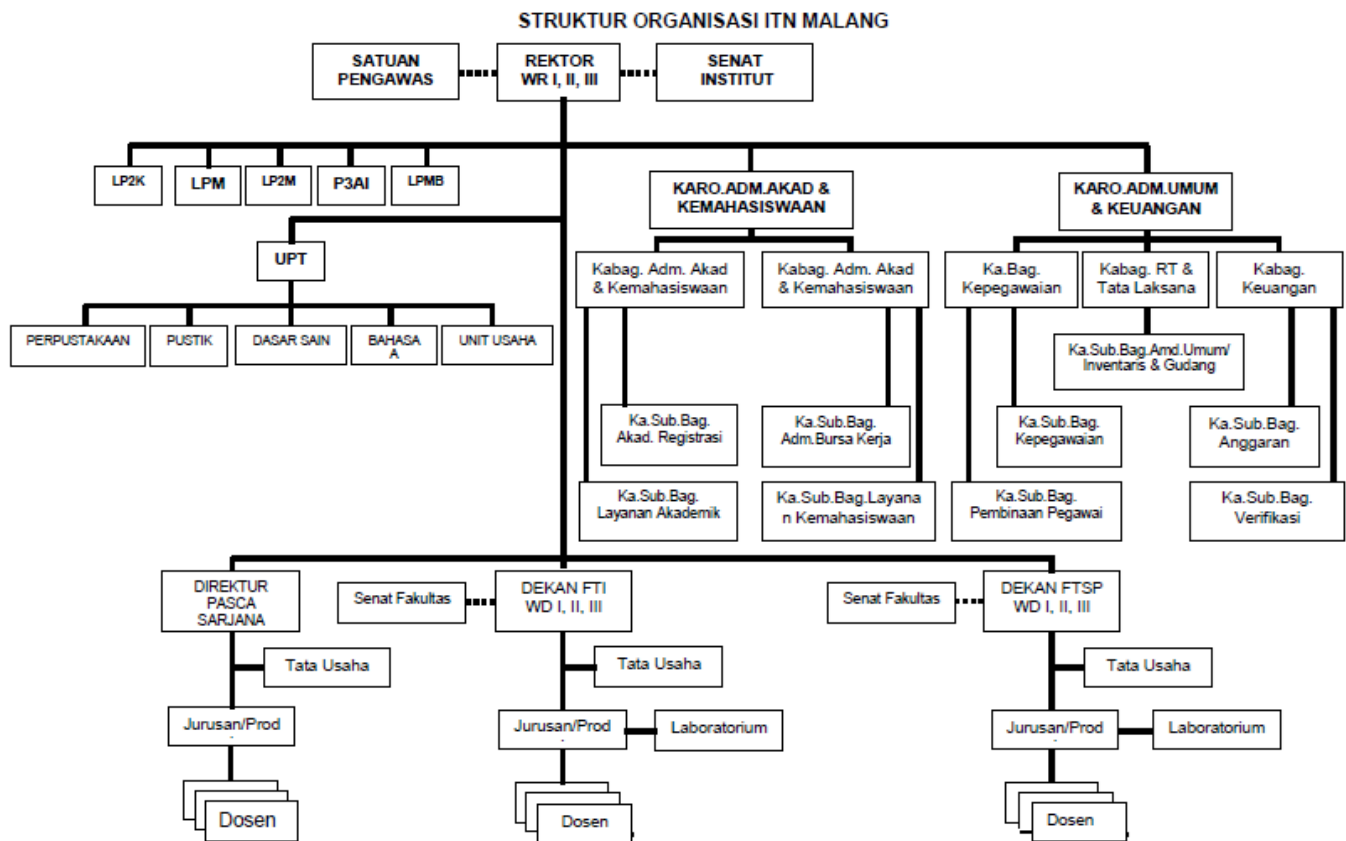 STRUKTUR ORGANISASI ITN MALANG
SATUAN
PENGAWAS
REKTOR
WR I, II, III
SENAT
INSTITUT
LP2K
LPM
LP2M
P3AI
LPMB
KARO.ADM.AKAD &
KEMAHASISWAAN
KARO.ADM.UMUM
& KEUANGAN
UPT
Kabag. Adm. Akad
& Kemahasiswaan
Kabag. Adm. Akad
& Kemahasiswaan
Ka.Bag.
Kepegawaian
Kabag. RT &
Tata Laksana
Kabag.
Keuangan
PERPUSTAKAAN
PUSTIK
DASAR SAIN
BAHASA
A
UNIT USAHA
Ka.Sub.Bag.Amd.Umum/
Inventaris & Gudang
Ka.Sub.Bag.
Akad. Registrasi
Ka.Sub.Bag.
Adm.Bursa Kerja
Ka.Sub.Bag.
Kepegawaian
Ka.Sub.Bag.
Anggaran
Ka.Sub.Bag.
Layanan Akademik
Ka.Sub.Bag.Layana
n Kemahasiswaan
Ka.Sub.Bag.
Pembinaan Pegawai
Ka.Sub.Bag.
Verifikasi
DIREKTUR
PASCA
SARJANA
Senat Fakultas
DEKAN FTI
WD I, II, III
Senat Fakultas
DEKAN FTSP
WD I, II, III
Tata Usaha
Tata Usaha
Tata Usaha
Jurusan/Prod
Jurusan/Prod
Laboratorium
Jurusan/Prod
Laboratorium
Dosen
Dosen
Dosen